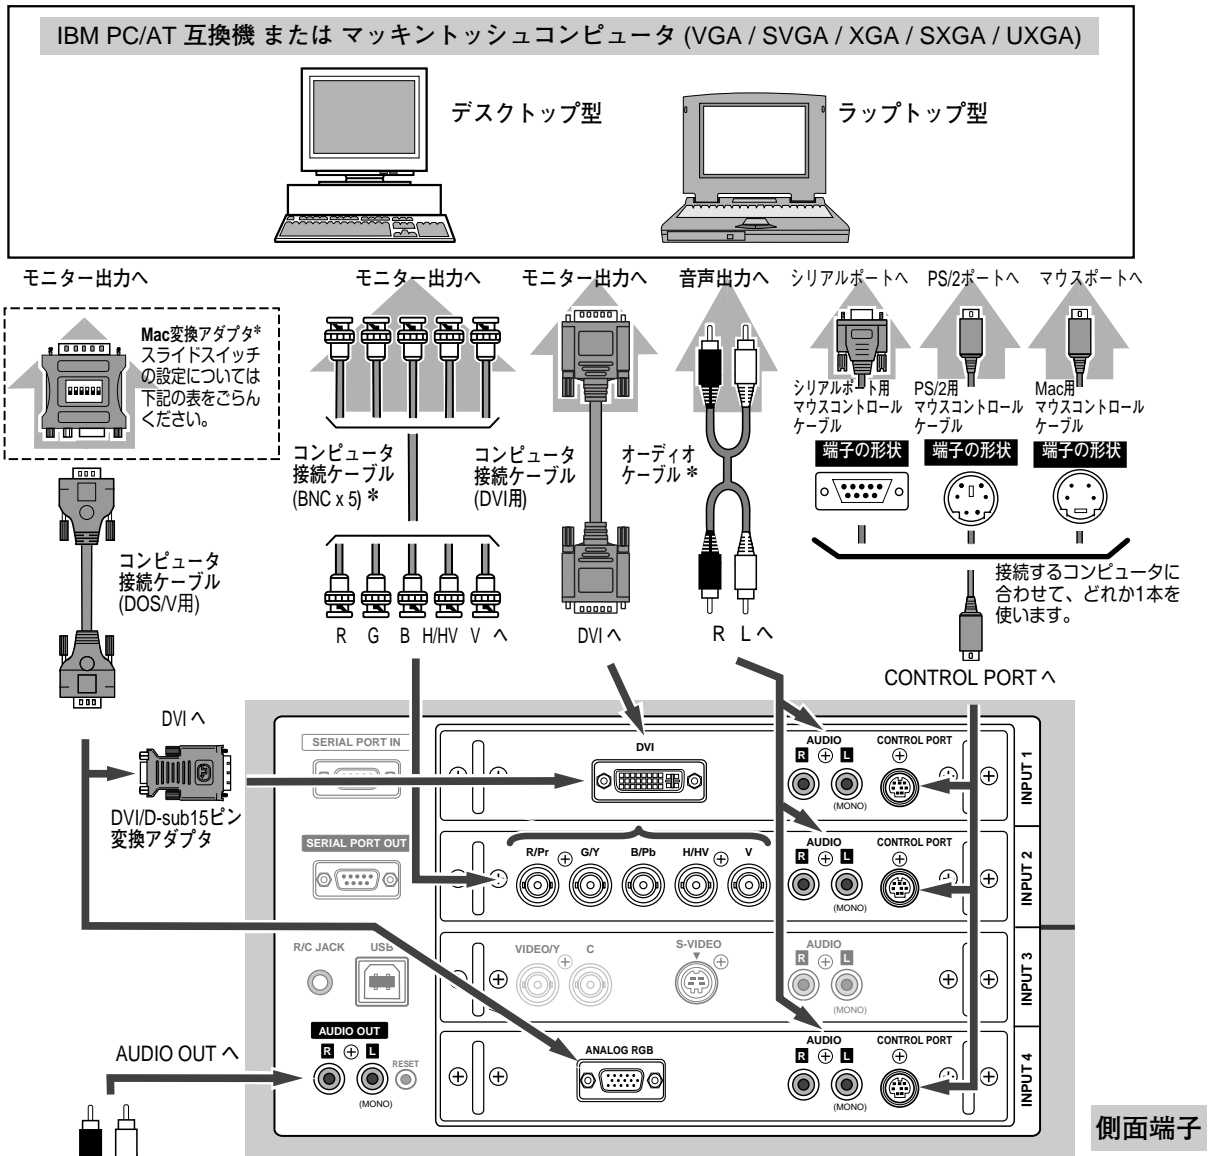 IBM PC/AT 互換機 または マッキントッシュコンピュータ (VGA / SVGA / XGA / SXGA / UXGA)
デスクトップ型
ラップトップ型
モニター出力へ
モニター出力へ
モニター出力へ
音声出力へ
シリアルポートへ
PS/2ポートへ
マウスポートへ
Mac変換アダプタ*
スライドスイッチ
の設定については
下記の表をごらん
ください。
シリアルポート用
マウスコントロール
ケーブル
PS/2用
マウスコントロール
ケーブル
Mac用
マウスコントロール
ケーブル
端子の形状
端子の形状
端子の形状
コンピュータ
接続ケーブル
(BNC x 5) *
コンピュータ
接続ケーブル
(DVI用)
オーディオ
ケーブル *
コンピュータ
接続ケーブル
(DOS/V用)
接続するコンピュータに
合わせて、どれか1本を
使います。
R G B H/HV V へ
DVI へ
R L へ
CONTROL PORT へ
DVI へ
DVI/D-sub15ピン
変換アダプタ
SERIAL PORT IN
DVI
AUDIO
R L
(MONO)
CONTROL PORT
INPUT 1
SERIAL PORT OUT
R/Pr G/Y B/Pb H/HV V
AUDIO
R L
(MONO)
CONTROL PORT
INPUT 2
R/C JACK
USB
VIDEO/Y C
S-VIDEO
AUDIO
R L
(MONO)
INPUT 3
AUDIO OUT へ
AUDIO OUT
R L
(MONO)
RESET
ANALOG RGB
AUDIO
R L
(MONO)
CONTROL PORT
INPUT 4
側面端子